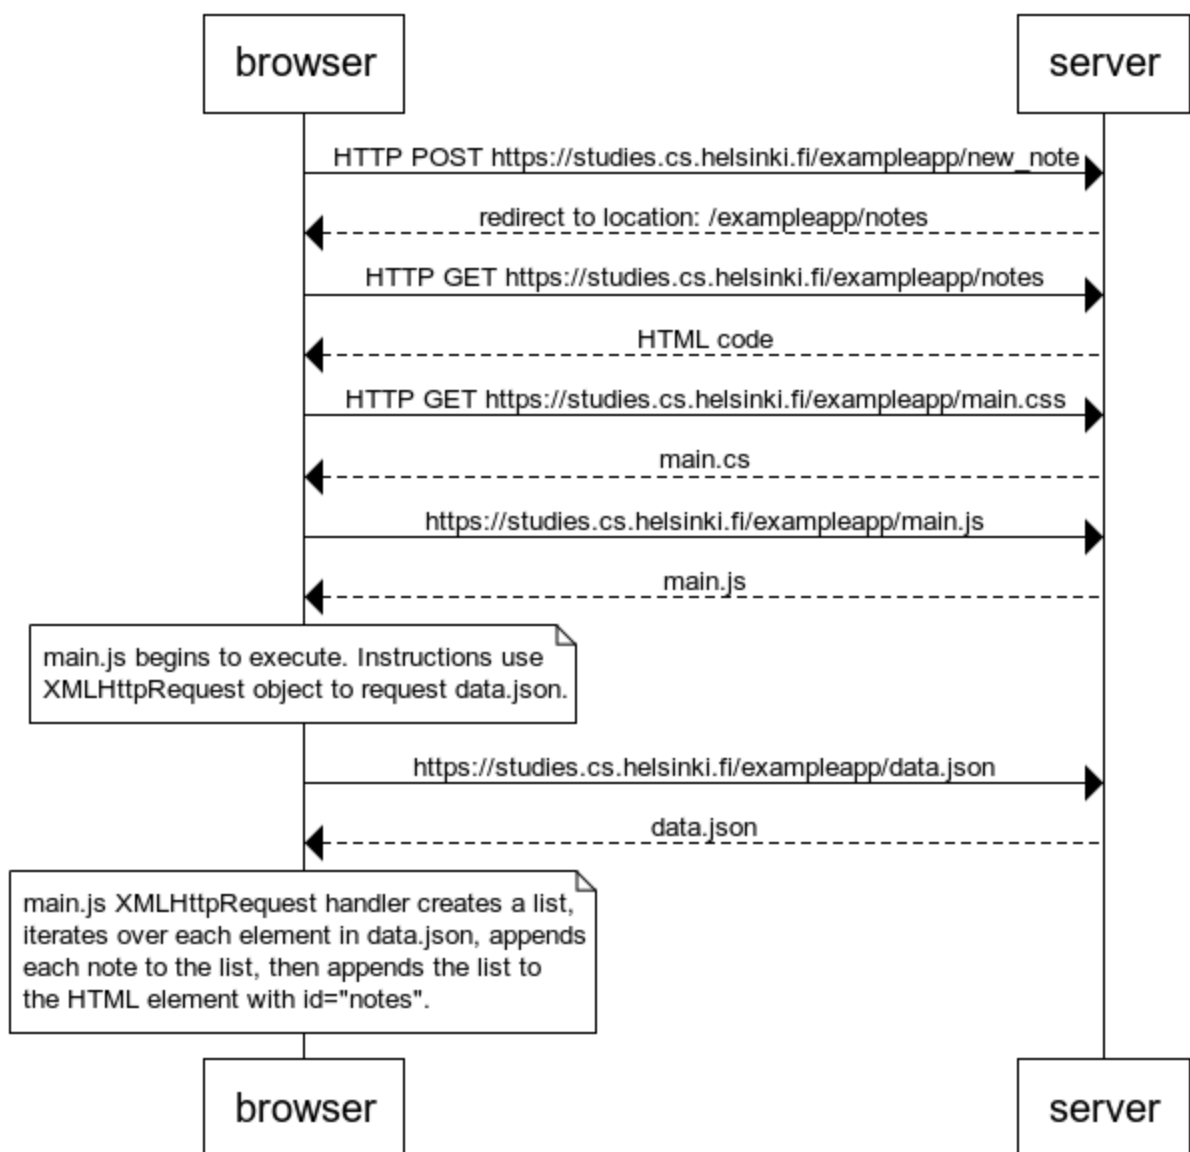 browser
server
HTTP POST https://studies.cs.helsinki.fi/exampleapp/new_note
redirect to location: /exampleapp/notes
HTTP GET https://studies.cs.helsinki.fi/exampleapp/notes
HTML code
HTTP GET https://studies.cs.helsinki.fi/exampleapp/main.css
main.cs
https://studies.cs.helsinki.fi/exampleapp/main.js
main.js
main.js begins to execute. Instructions use
XMLHttpRequest object to request data.json.
https://studies.cs.helsinki.fi/exampleapp/data.json
data.json
main.js XMLHttpRequest handler creates a list,
iterates over each element in data.json, appends
each note to the list, then appends the list to
the HTML element with id="notes".
browser
server